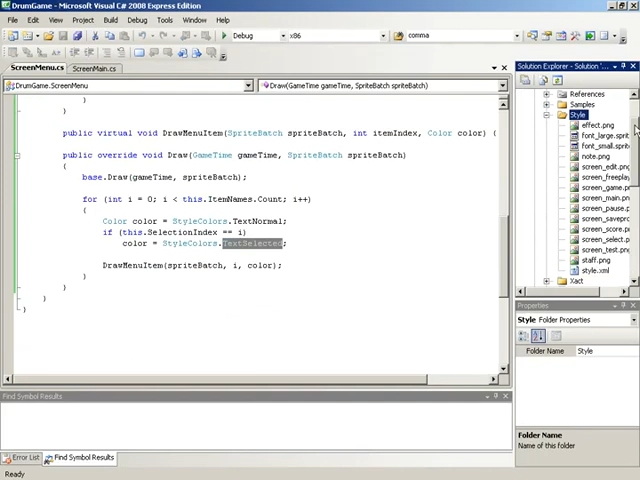 DrumGame - Microsoft Visual C# 2008 Express Edition
File Edit View Project Build Debug Tools Window Help
Debug x86 comma
ScreenMenu.cs ScreenMain.cs
DrumGame.ScreenMenu Draw(GameTime gameTime, SpriteBatch spriteBatch)
}
}
public virtual void DrawMenuItem(SpriteBatch spriteBatch, int itemIndex, Color color) {
public override void Draw(GameTime gameTime, SpriteBatch spriteBatch)
{
base.Draw(gameTime, spriteBatch);
for (int i = 0; i < this.ItemNames.Count; i++)
{
Color color = StyleColors.TextNormal;
if (this.SelectionIndex == i)
color = StyleColors.TextSelected;
DrawMenuItem(spriteBatch, i, color);
}
}
}
}
Solution Explorer - Solution '
References
Samples
Style
effect.png
font_large.sprit
font_small.sprit
note.png
screen_edit.png
screen_freeplay
screen_game.pn
screen_main.png
screen_pause.p
screen_score.pn
screen_select.p
screen_test.png
staff.png
style.xml
Xact
Properties
Style Folder Properties
Folder Name Style
Folder Name
Name of this folder
Find Symbol Results
Error List Find Symbol Results
Ready